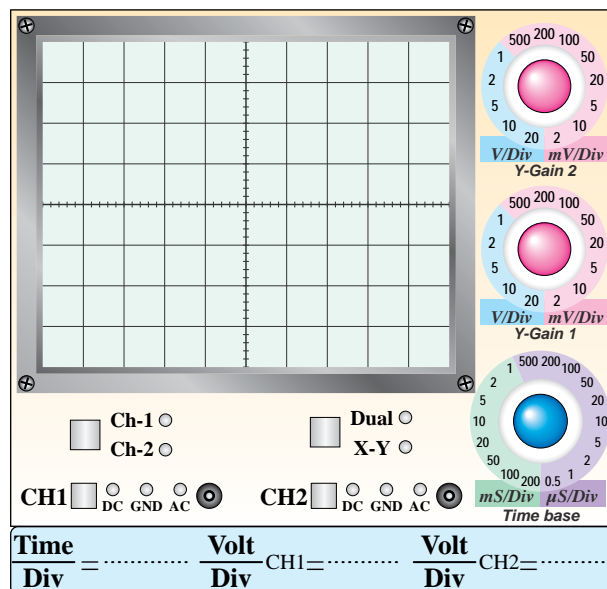 500 200 100
1 50
2 20
5 10
10 20 2
V/Div mV/Div
Y-Gain 2
500 200 100
1 50
2 20
5 10
10 20 2
V/Div mV/Div
Y-Gain 1
500 200
1 100
2 50
5 20
10 10
20 5
50 2
100 200 0.5 1
mS/Div µS/Div
Time base
Ch-1
Ch-2
Dual
X-Y
CH1 DC GND AC
CH2 DC GND AC
Time
Div = ............
Volt
Div CH1= ............
Volt
Div CH2= ............